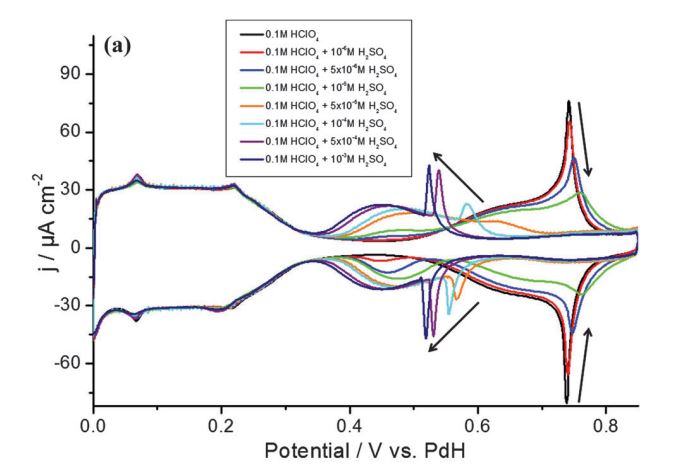 (a)
0.1M HClO₄
0.1M HClO₄ + 10⁻⁶M H₂SO₄
0.1M HClO₄ + 5x10⁻⁶M H₂SO₄
0.1M HClO₄ + 10⁻⁵M H₂SO₄
0.1M HClO₄ + 5x10⁻⁵M H₂SO₄
0.1M HClO₄ + 10⁻⁴M H₂SO₄
0.1M HClO₄ + 5x10⁻⁴M H₂SO₄
0.1M HClO₄ + 10⁻³M H₂SO₄
j / µA cm⁻²
90
60
30
0
-30
-60
0.0 0.2 0.4 0.6 0.8
Potential / V vs. PdH